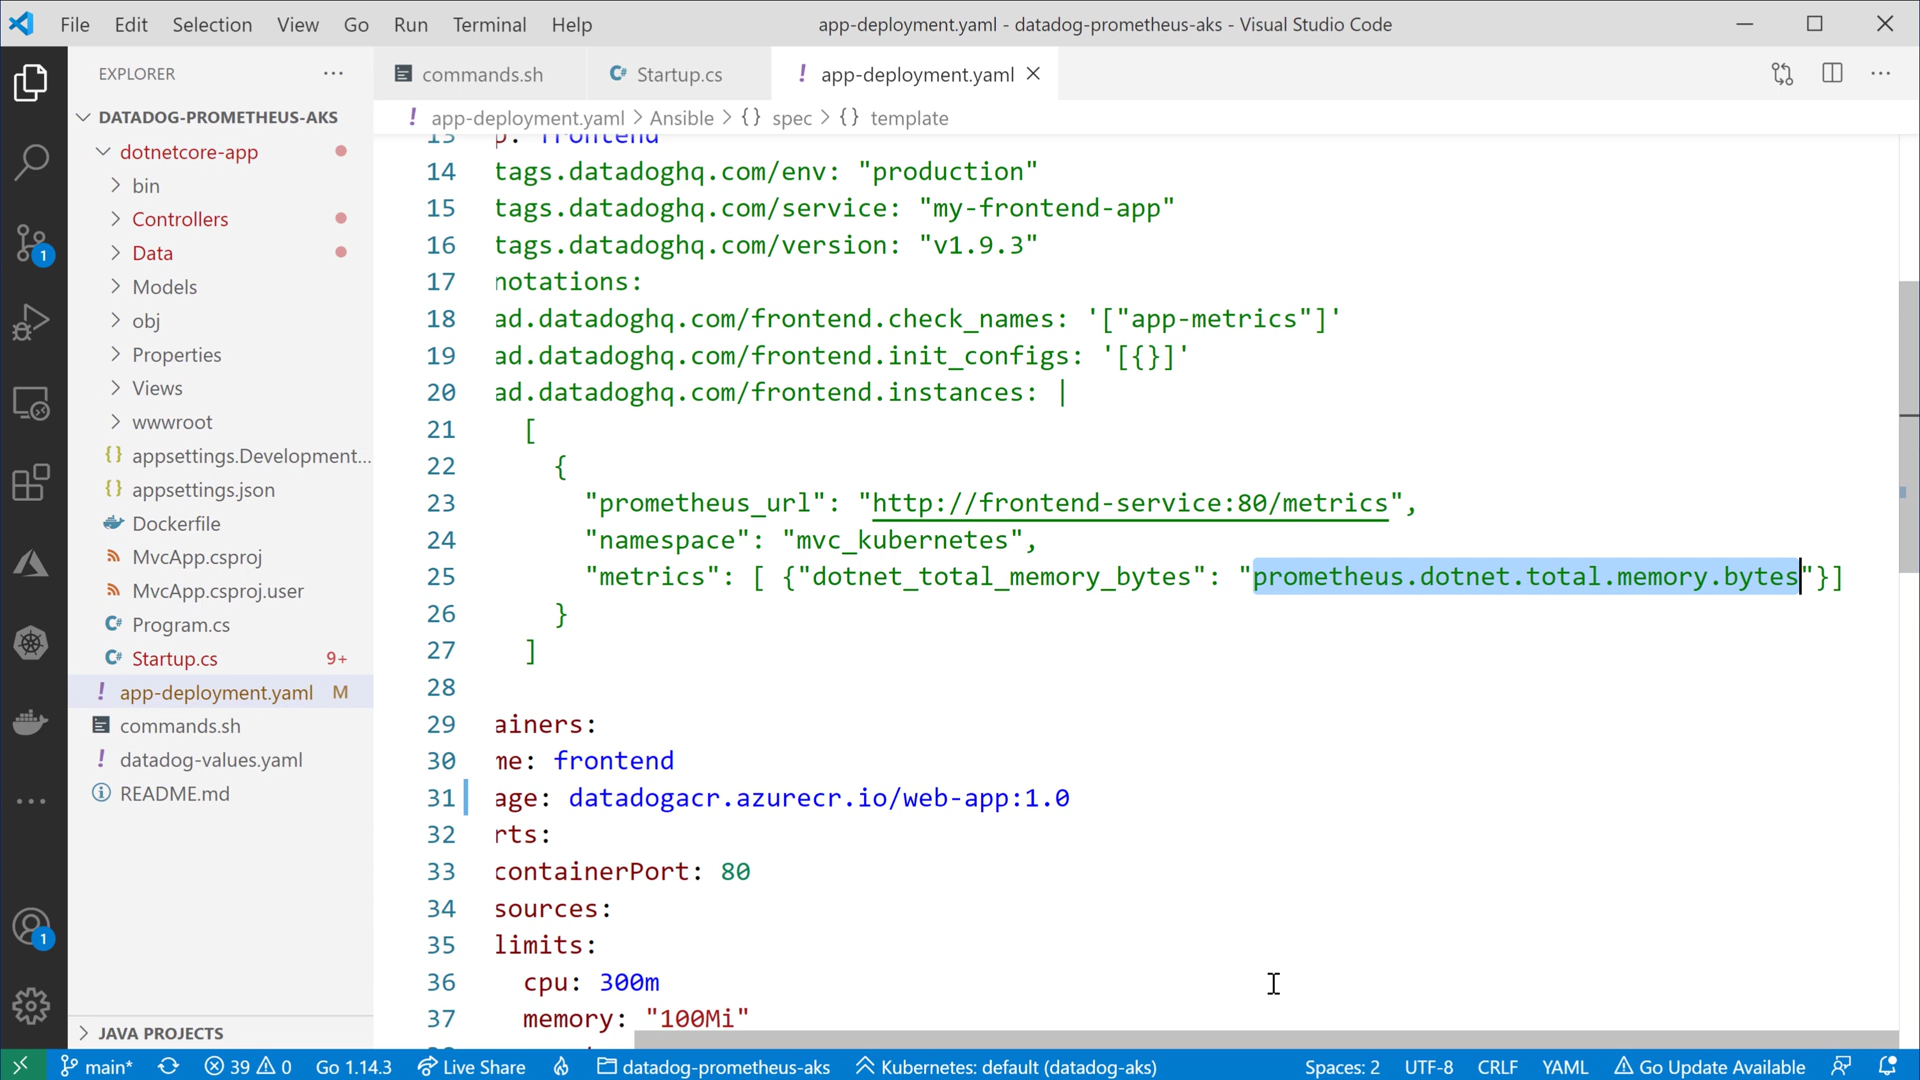 File Edit Selection View Go Run Terminal Help
app-deployment.yaml - datadog-prometheus-aks - Visual Studio Code
EXPLORER
commands.sh
Startup.cs
app-deployment.yaml
DATADOG-PROMETHEUS-AKS
app-deployment.yaml > Ansible > {} spec > {} template
dotnetcore-app
bin
Controllers
Data
Models
obj
Properties
Views
wwwroot
appsettings.Development...
appsettings.json
Dockerfile
MvcApp.csproj
MvcApp.csproj.user
Program.cs
Startup.cs 9+
app-deployment.yaml M
commands.sh
datadog-values.yaml
README.md
JAVA PROJECTS
1
1
13 p: frontend
14 tags.datadoghq.com/env: "production"
15 tags.datadoghq.com/service: "my-frontend-app"
16 tags.datadoghq.com/version: "v1.9.3"
17 notations:
18 ad.datadoghq.com/frontend.check_names: '["app-metrics"]'
19 ad.datadoghq.com/frontend.init_configs: '[{}]'
20 ad.datadoghq.com/frontend.instances: |
21 [
22 {
23 "prometheus_url": "http://frontend-service:80/metrics",
24 "namespace": "mvc_kubernetes",
25 "metrics": [ {"dotnet_total_memory_bytes": "prometheus.dotnet.total.memory.bytes"}]
26 }
27 ]
28
29 ainers:
30 me: frontend
31 age: datadogacr.azurecr.io/web-app:1.0
32 rts:
33 containerPort: 80
34 sources:
35 limits:
36 cpu: 300m
37 memory: "100Mi"
main* 39 0 Go 1.14.3 Live Share datadog-prometheus-aks Kubernetes: default (datadog-aks) Spaces: 2 UTF-8 CRLF YAML Go Update Available